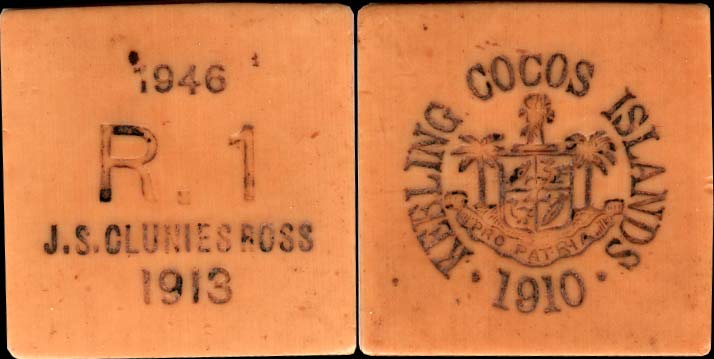 1946
R. 1
J.S. CLUNIES ROSS
1913
KEELING COCOS ISLANDS
PRO PATRIA
· 1910 ·